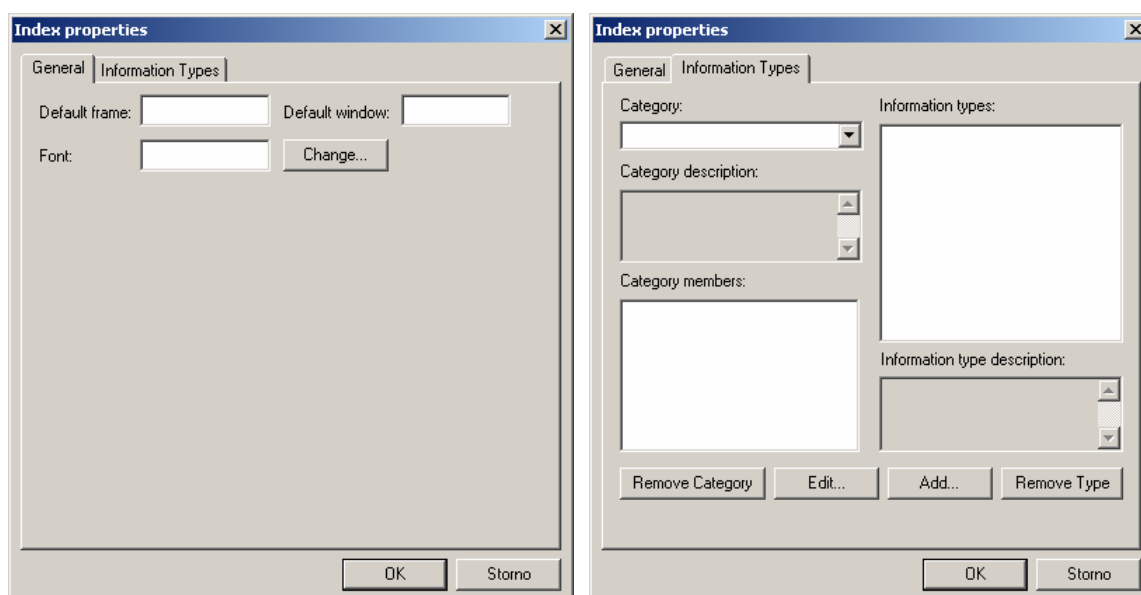 Index properties
General Information Types
Default frame: Default window:
Font: Change...
OK Storno
Index properties
General Information Types
Category: Information types:
Category description:
Category members:
Information type description:
Remove Category Edit... Add... Remove Type
OK Storno